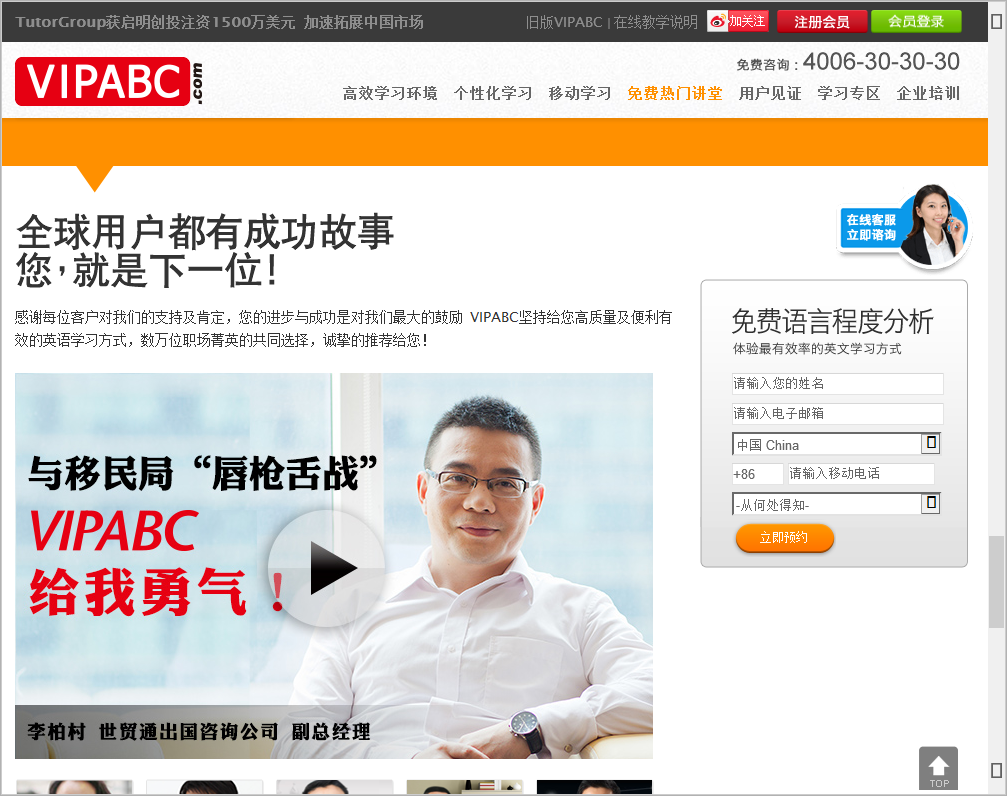 TutorGroup获启明创投注资1500万美元 加速拓展中国市场
旧版VIPABC | 在线教学说明 加关注 注册会员 会员登录
VIPABC.com
免费咨询：4006-30-30-30
高效学习环境 个性化学习 移动学习 免费热门讲堂 用户见证 学习专区 企业培训
全球用户都有成功故事
您，就是下一位！
在线客服
立即咨询
感谢每位客户对我们的支持及肯定，您的进步与成功是对我们最大的鼓励 VIPABC坚持给您高质量及便利有
效的英语学习方式，数万位职场菁英的共同选择，诚挚的推荐给您！
免费语言程度分析
体验最有效率的英文学习方式
请输入您的姓名
请输入电子邮箱
中国 China
+86 请输入移动电话
-从何处得知-
立即预约
与移民局“唇枪舌战”
VIPABC
给我勇气！
李柏村 世贸通出国咨询公司 副总经理
TOP